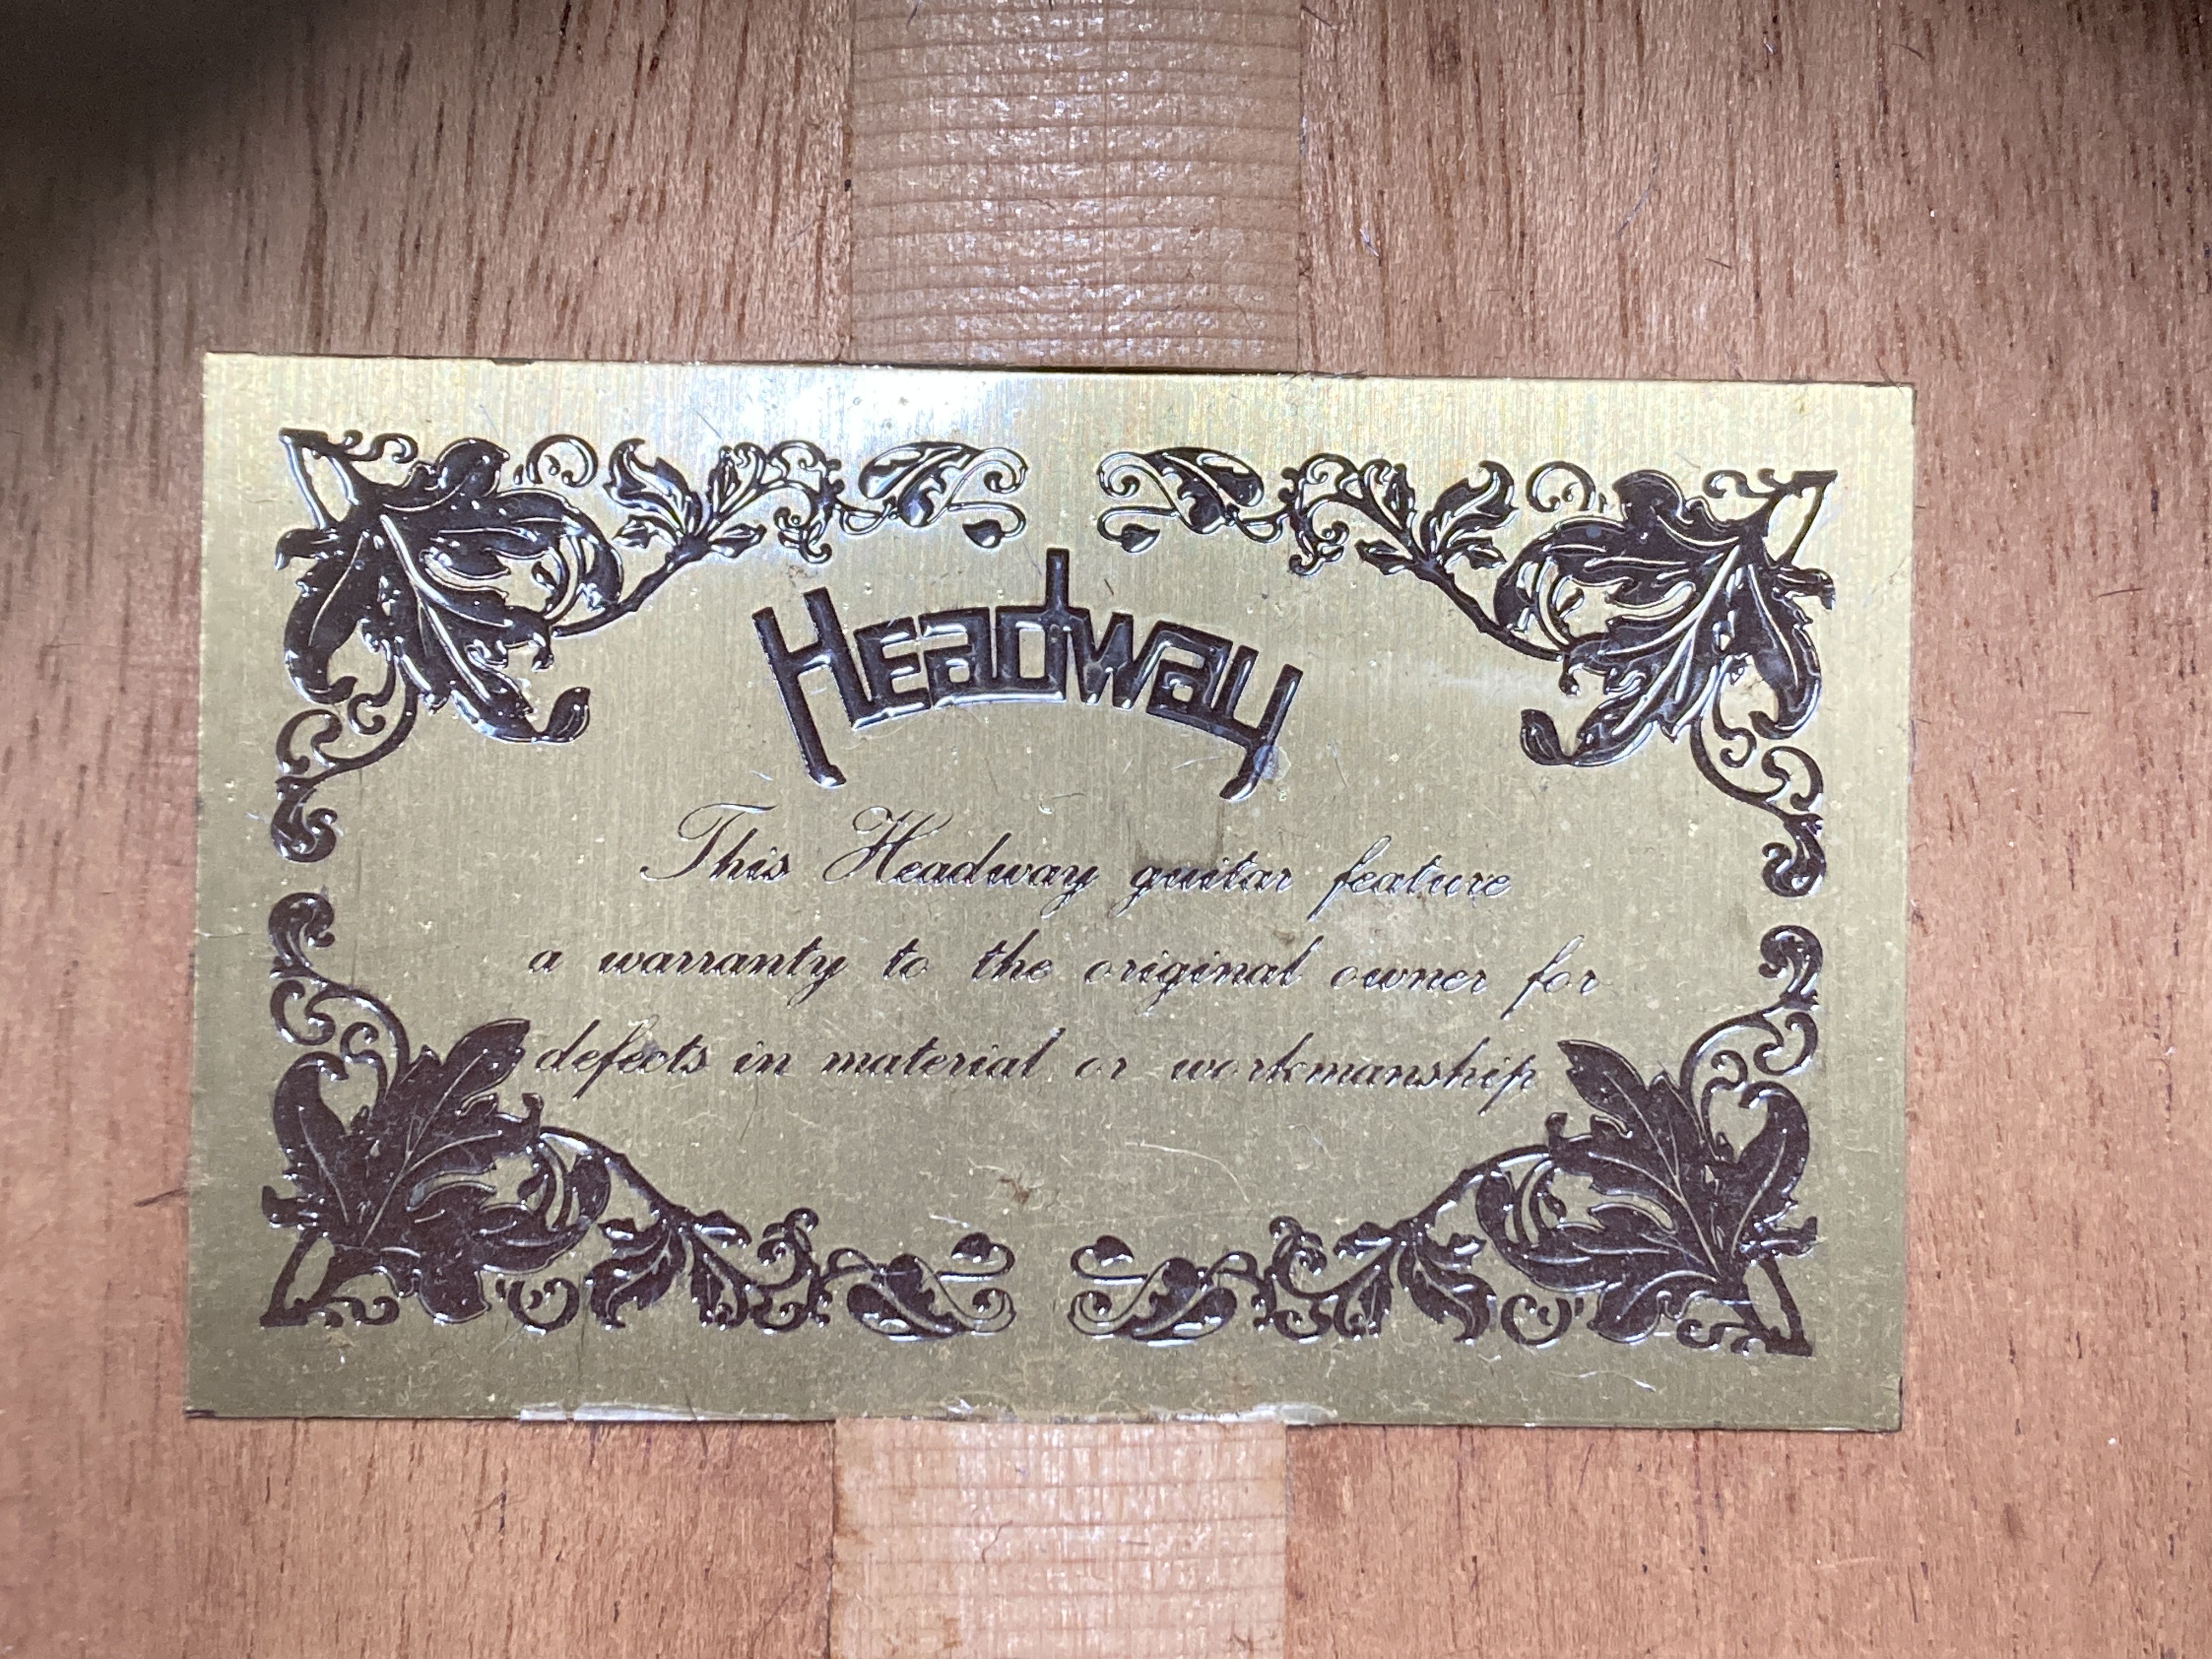 Headway
This Headway guitar feature
a warranty to the original owner for
defects in material or workmanship